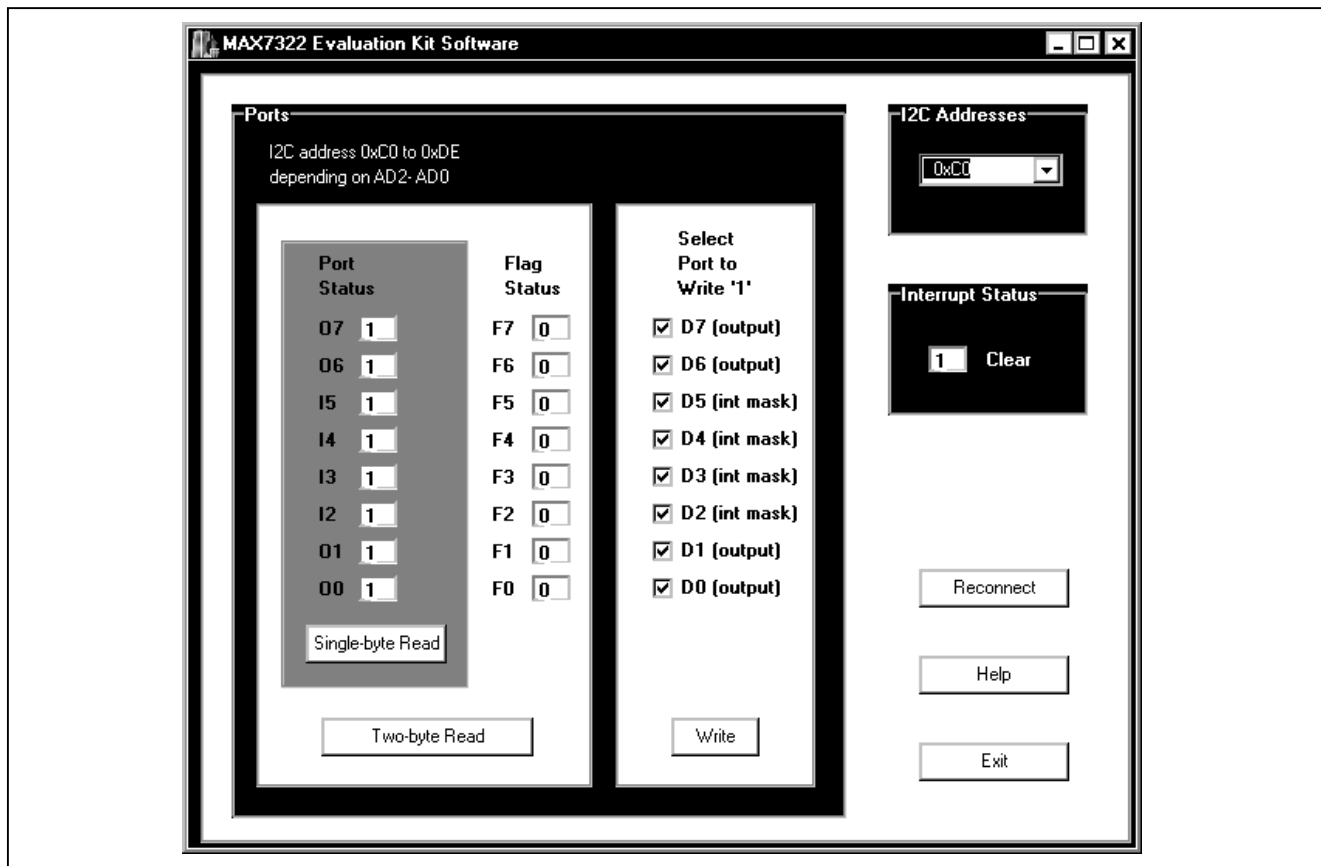 MAX7322 Evaluation Kit Software
Ports
I2C address 0xC0 to 0xDE
depending on AD2- AD0
Port
Status
O7 1
O6 1
I5 1
I4 1
I3 1
I2 1
O1 1
O0 1
Single-byte Read
Flag
Status
F7 0
F6 0
F5 0
F4 0
F3 0
F2 0
F1 0
F0 0
Two-byte Read
Select
Port to
Write '1'
D7 (output)
D6 (output)
D5 (int mask)
D4 (int mask)
D3 (int mask)
D2 (int mask)
D1 (output)
D0 (output)
Write
I2C Addresses
0xC0
Interrupt Status
1 Clear
Reconnect
Help
Exit